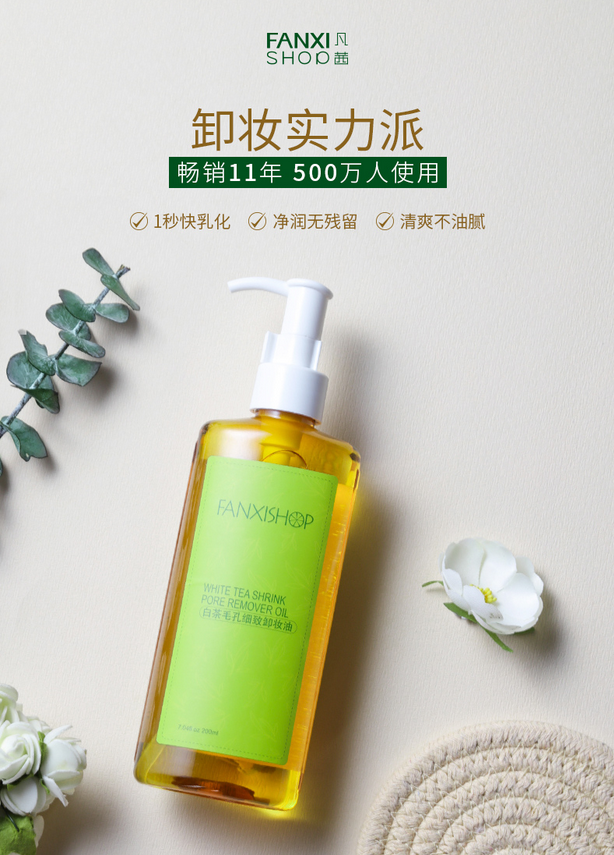 FANXI 凡
SHOP 茜
卸妆实力派
畅销11年 500万人使用
1秒快乳化 净润无残留 清爽不油腻
FANXISHOP
WHITE TEA SHRINK
PORE REMOVER OIL
白茶毛孔细致卸妆油